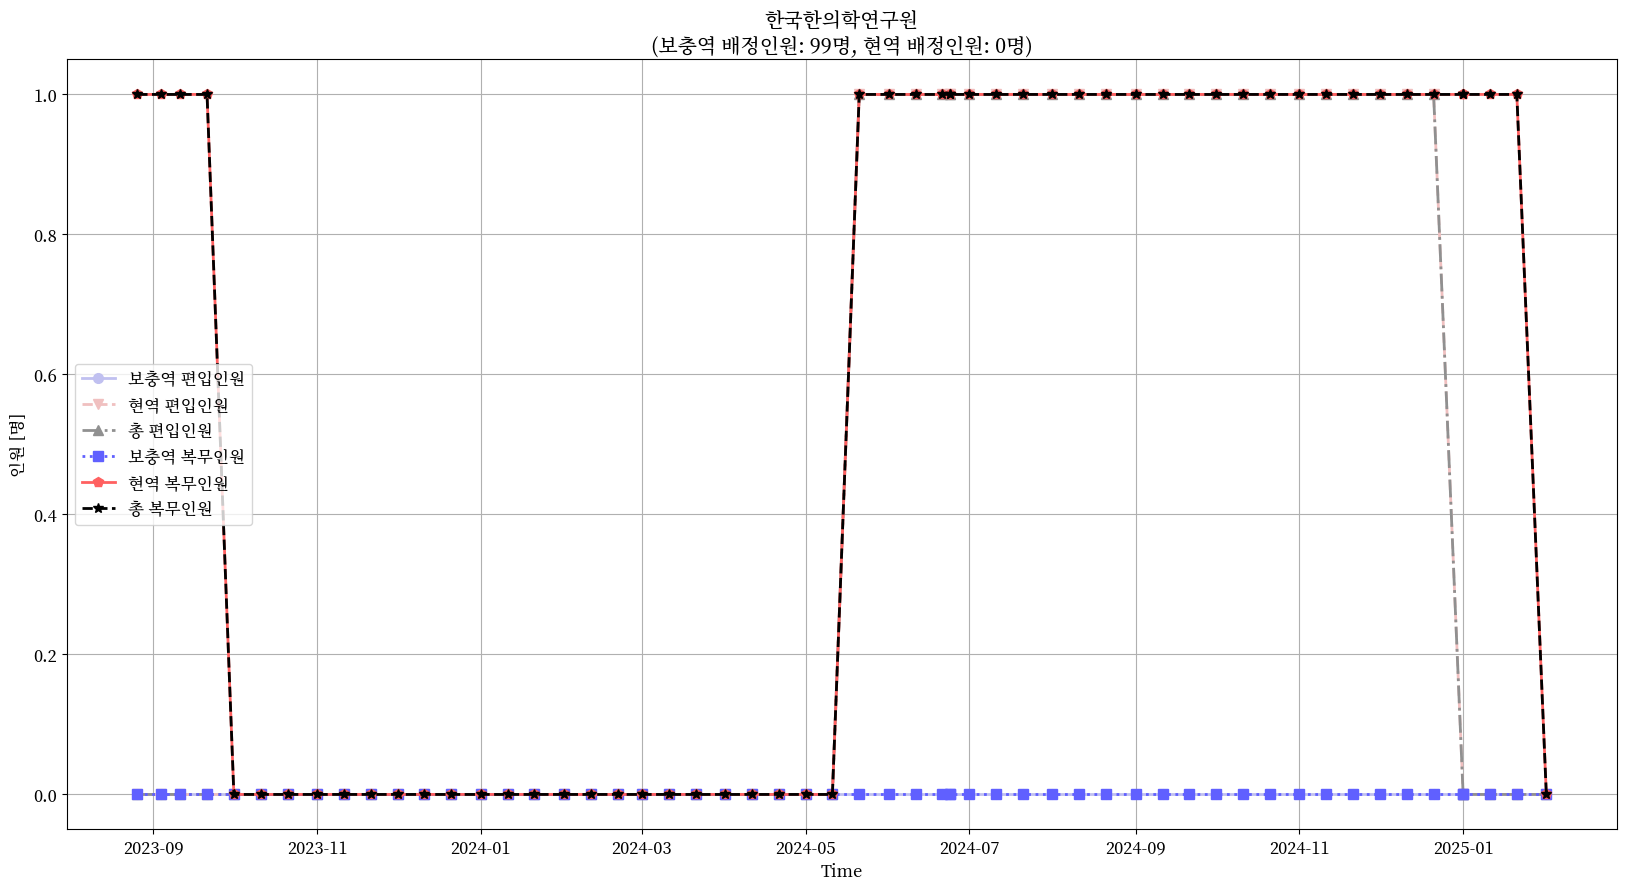 한국한의학연구원
(보충역 배정인원: 99명, 현역 배정인원: 0명)
1.0
0.8
0.6
0.4
0.2
0.0
인원 [명]
보충역 편입인원
현역 편입인원
총 편입인원
보충역 복무인원
현역 복무인원
총 복무인원
2023-09
2023-11
2024-01
2024-03
2024-05
2024-07
2024-09
2024-11
2025-01
Time